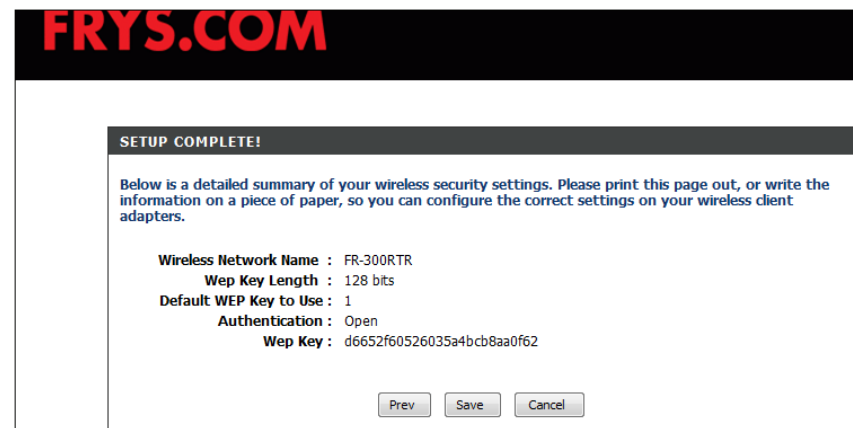 FRYS.COM
SETUP COMPLETE!
Below is a detailed summary of your wireless security settings. Please print this page out, or write the
information on a piece of paper, so you can configure the correct settings on your wireless client
adapters.
Wireless Network Name : FR-300RTR
Wep Key Length : 128 bits
Default WEP Key to Use : 1
Authentication : Open
Wep Key : d6652f60526035a4bcb8aa0f62
Prev Save Cancel